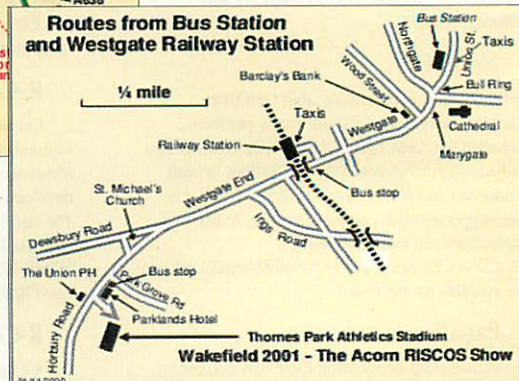 A638
Routes from Bus Station
and Westgate Railway Station
¼ mile
Bus Station
Northgate
Union St.
Taxis
Wood Street
Barclay's Bank
Bull Ring
Taxis
Westgate
Cathedral
Railway Station
Marygate
St. Michael's
Church
Westgate End
Bus stop
Ings Road
Dewsbury Road
The Union PH
Bus stop
Park Grove Rd
Parklands Hotel
Horbury Road
Thornes Park Athletics Stadium
Wakefield 2001 - The Acorn RISCOS Show